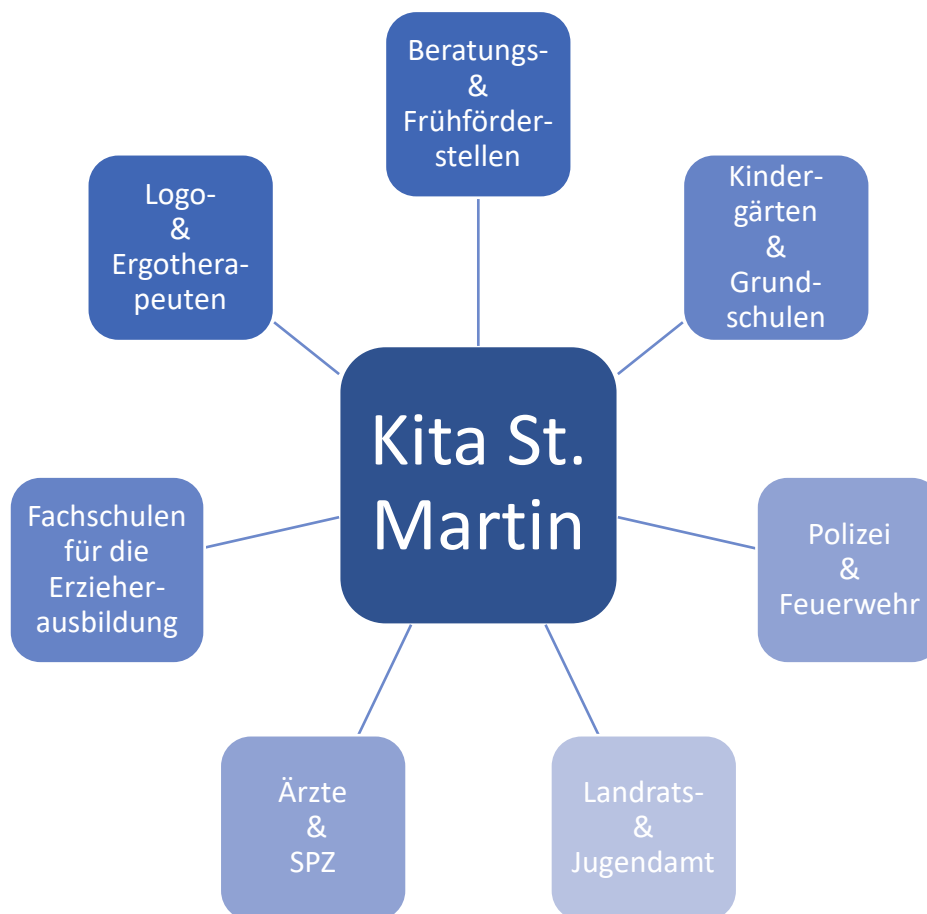 Beratungs-
&
Frühförder-
stellen
Logo-
&
Ergothera-
peuten
Kinder-
gärten
&
Grund-
schulen
Kita St.
Martin
Fachschulen
für die
Erzieher-
ausbildung
Polizei
&
Feuerwehr
Ärzte
&
SPZ
Landrats-
&
Jugendamt